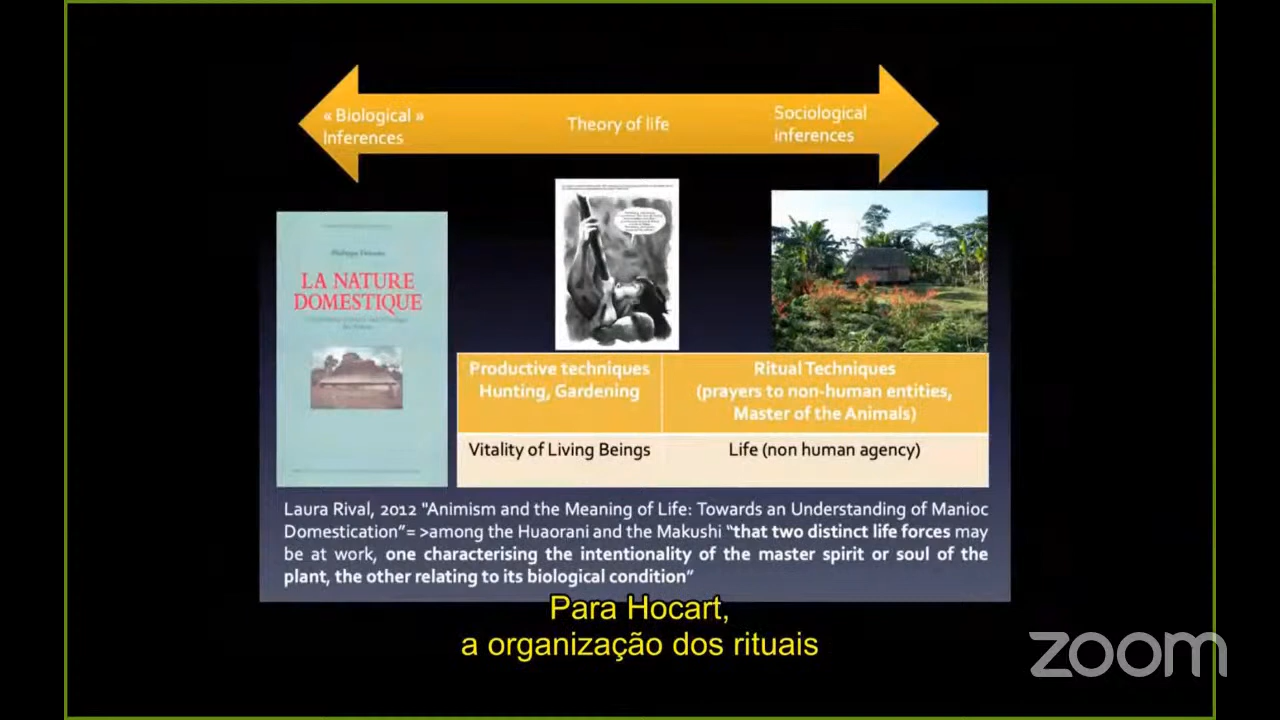 « Biological »
Inferences
Theory of life
Sociological
inferences
Philippe Descola
LA NATURE
DOMESTIQUE
Productive techniques
Hunting, Gardening
Ritual Techniques
(prayers to non-human entities,
Master of the Animals)
Vitality of Living Beings
Life (non human agency)
Laura Rival, 2012 "Animism and the Meaning of Life: Towards an Understanding of Manioc
Domestication"= >among the Huaorani and the Makushi “that two distinct life forces may
be at work, one characterising the intentionality of the master spirit or soul of the
plant, the other relating to its biological condition”
Para Hocart,
a organização dos rituais
zoom